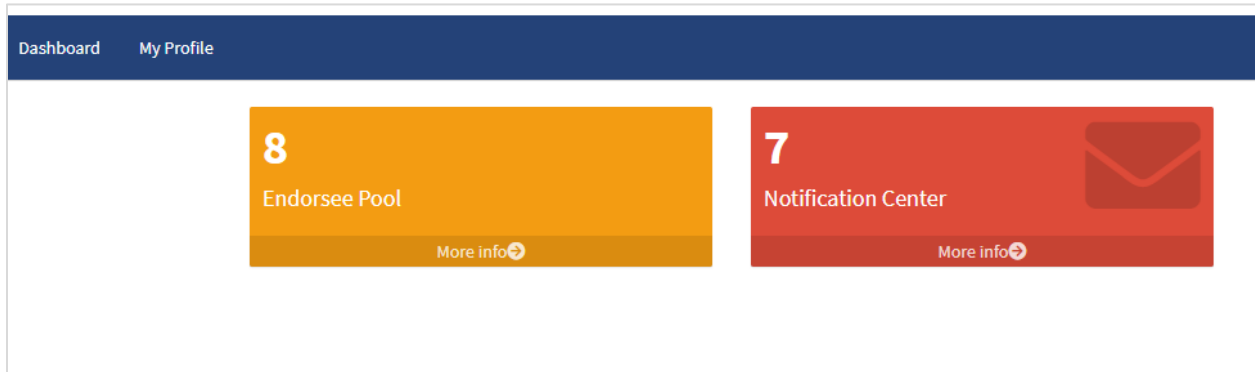 Dashboard My Profile
8
Endorsee Pool
More info
7
Notification Center
More info